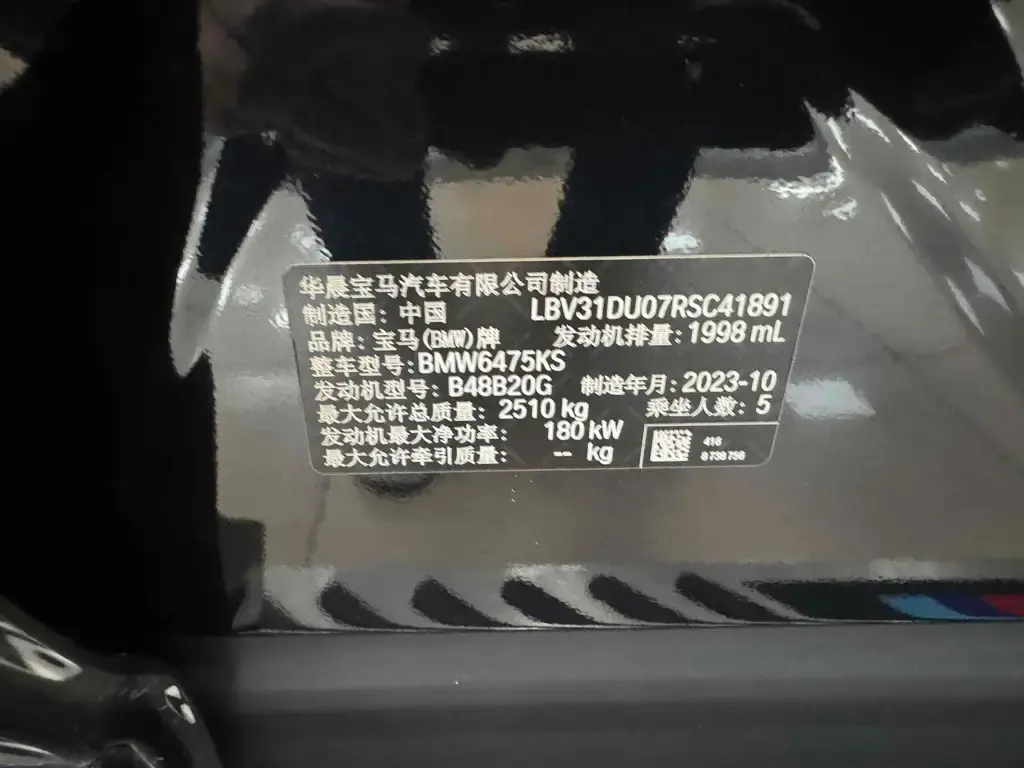 华晨宝马汽车有限公司制造
制造国：中国 LBV31DU07RSC41891
品牌：宝马(BMW)牌 发动机排量：1998 mL
整车型号：BMW6475KS
发动机型号：B48B20G 制造年月：2023-10
最大允许总质量：2510 kg 乘坐人数：5
发动机最大净功率：180 kW
最大允许牵引质量：-- kg
416
8 738 756